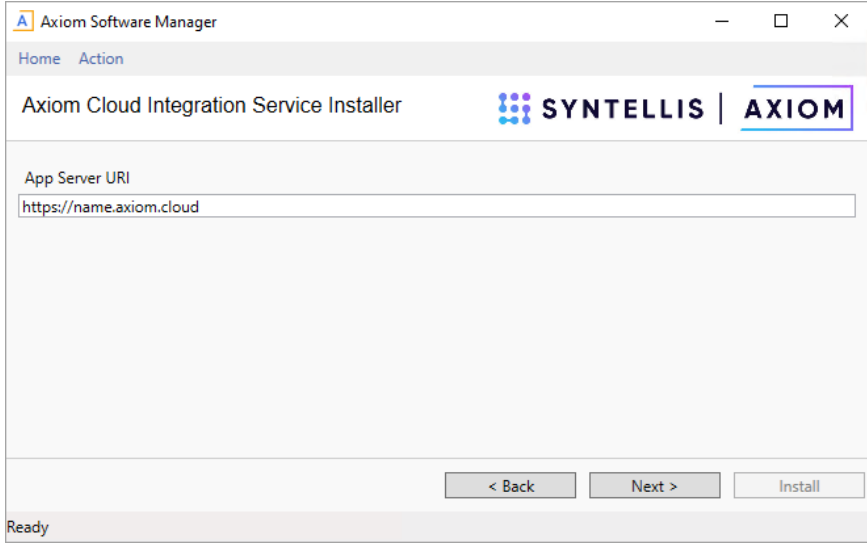 A Axiom Software Manager
Home Action
Axiom Cloud Integration Service Installer SYNTELLIS | AXIOM
App Server URI
https://name.axiom.cloud
< Back Next > Install
Ready